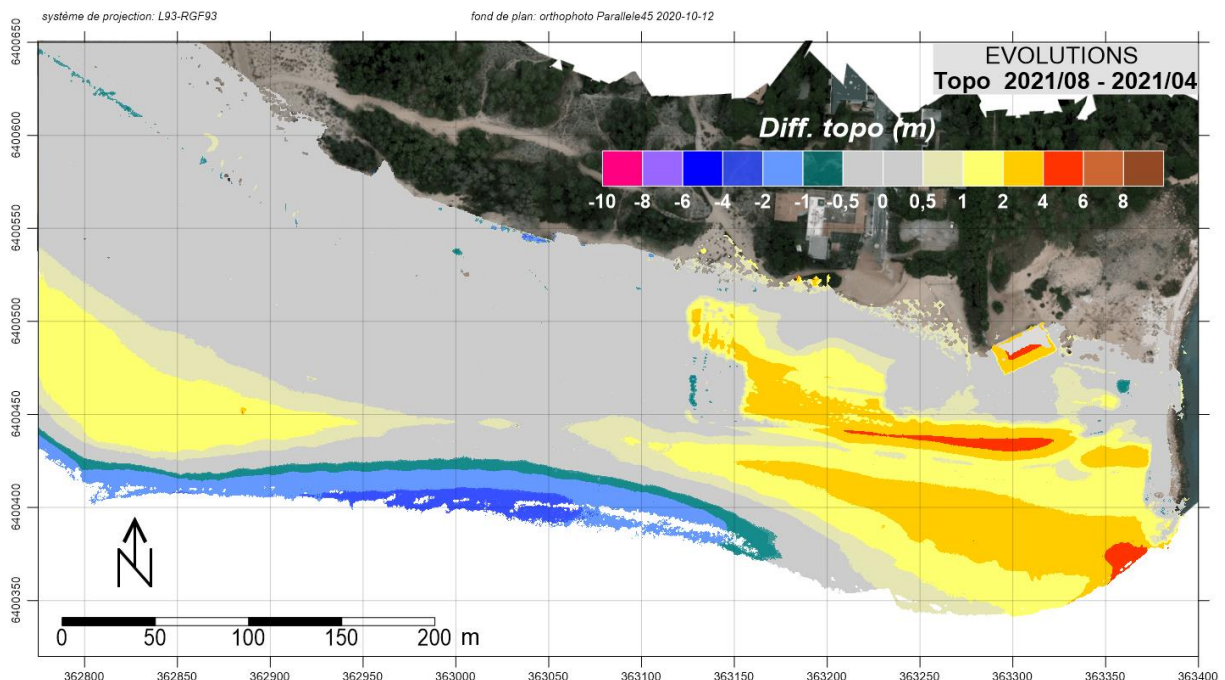 système de projection: L93-RGF93
fond de plan: orthophoto Parallele45 2020-10-12
EVOLUTIONS
Topo 2021/08 - 2021/04
Diff. topo (m)
-10 -8 -6 -4 -2 -1 -0,5 0 0,5 1 2 4 6 8
6400650
6400600
6400550
6400500
6400450
6400400
6400350
N
0 50 100 150 200 m
362800 362850 362900 362950 363000 363050 363100 363150 363200 363250 363300 363350 363400